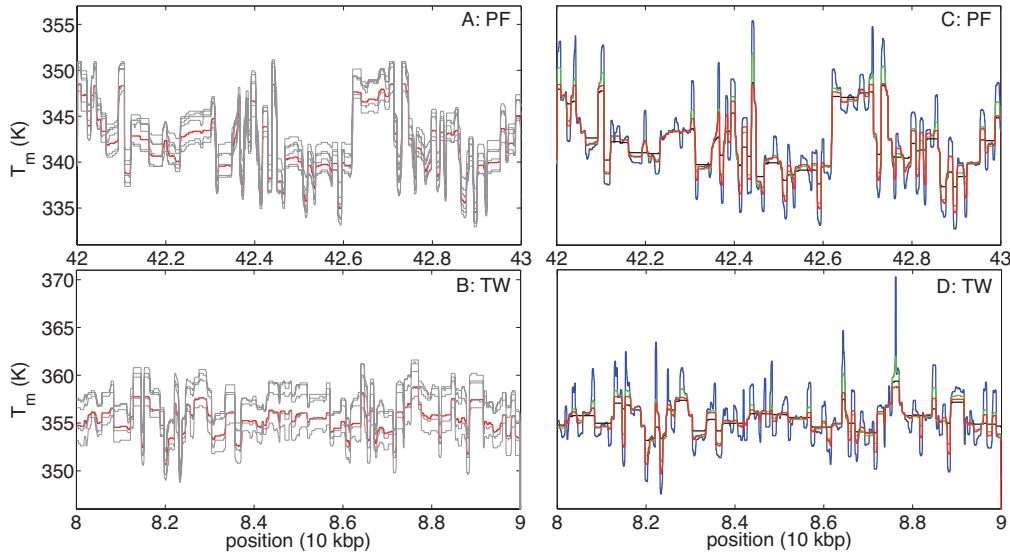 A: PF
T_m (K)
350
345
340
335
42 42.2 42.4 42.6 42.8 43
C: PF
42 42.2 42.4 42.6 42.8 43
B: TW
T_m (K)
370
365
360
355
350
8 8.2 8.4 8.6 8.8 9
position (10 kbp)
D: TW
8 8.2 8.4 8.6 8.8 9
position (10 kbp)